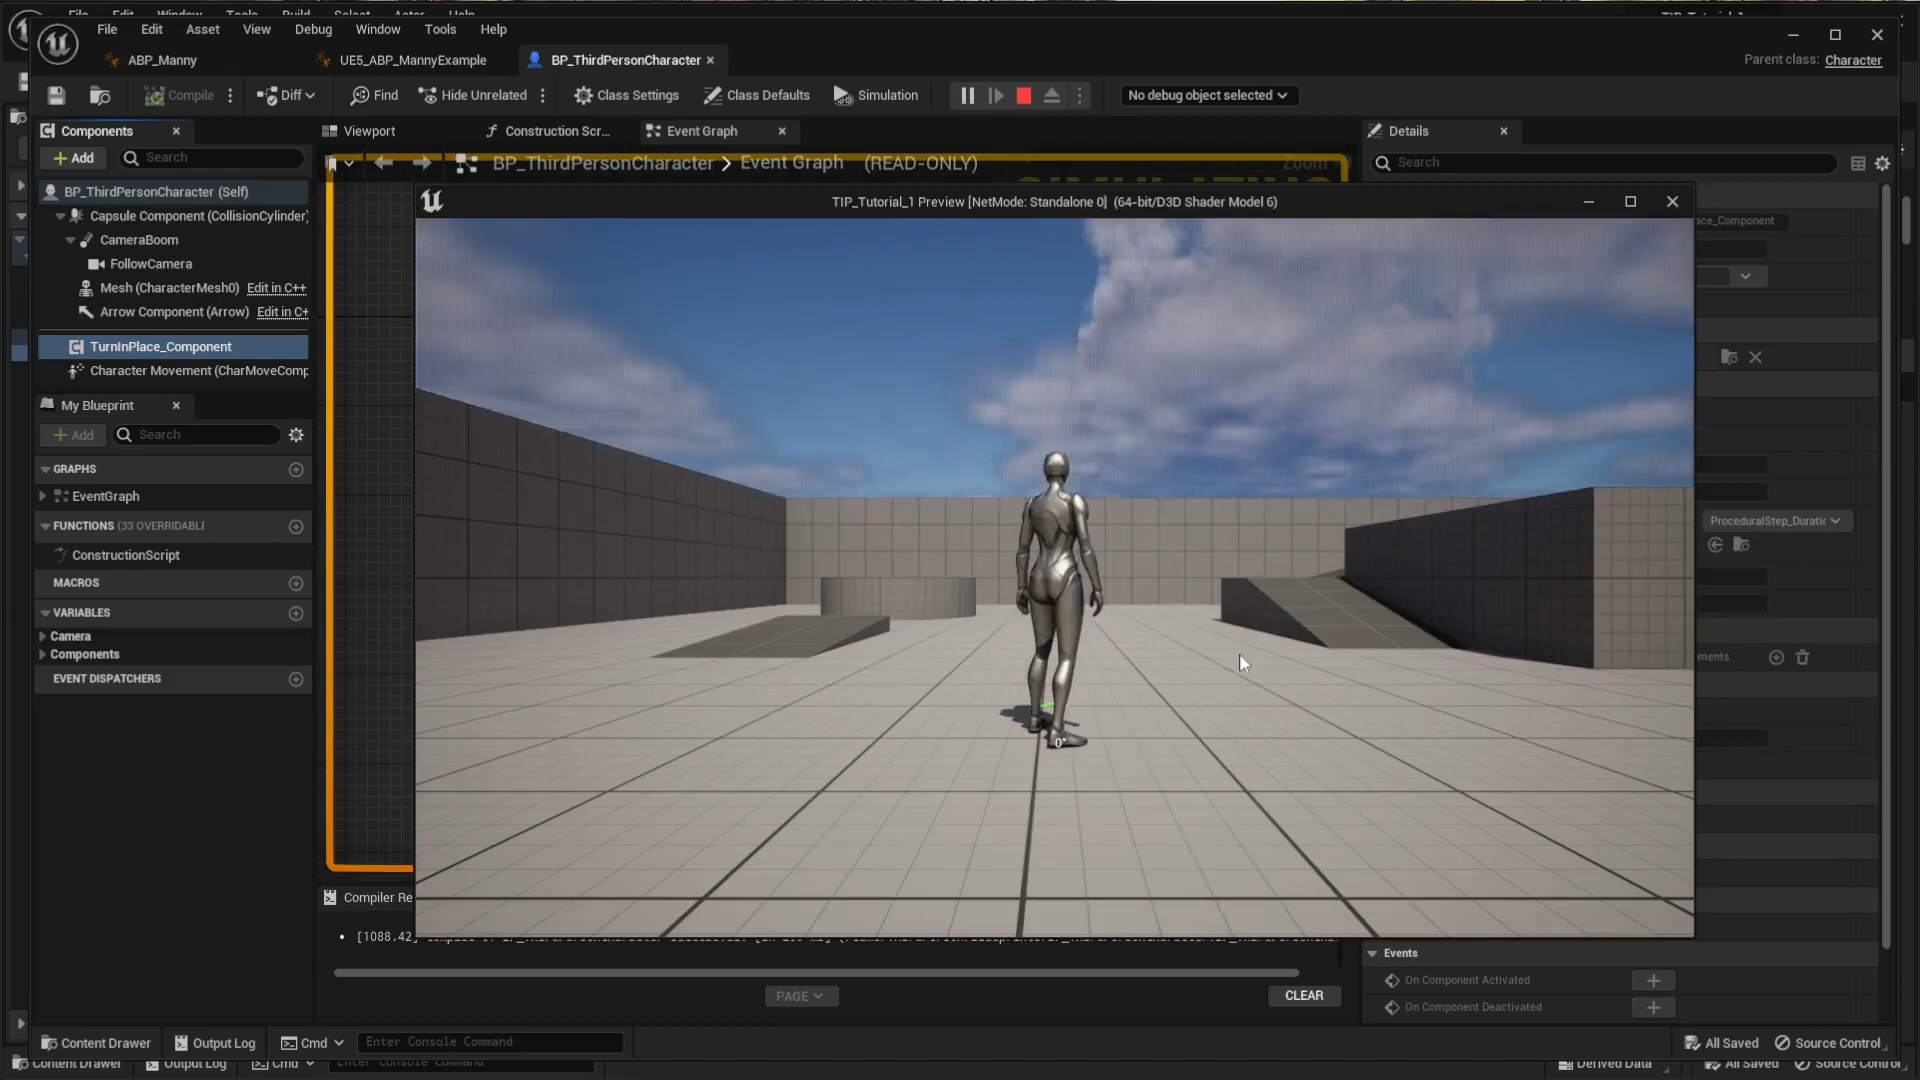 File Edit Asset View Debug Window Tools Help
ABP_Manny
UE5_ABP_MannyExample
BP_ThirdPersonCharacter
Parent class: Character
Compile
Diff
Find
Hide Unrelated
Class Settings
Class Defaults
Simulation
No debug object selected
Components
Viewport
Construction Scr...
Event Graph
Details
Add
Search
BP_ThirdPersonCharacter > Event Graph (READ-ONLY)
Search
BP_ThirdPersonCharacter (Self)
Capsule Component (CollisionCylinder)
CameraBoom
FollowCamera
Mesh (CharacterMesh0) Edit in C++
Arrow Component (Arrow) Edit in C+
TurnInPlace_Component
Character Movement (CharMoveComp
TIP_Tutorial_1 Preview [NetMode: Standalone 0] (64-bit/D3D Shader Model 6)
My Blueprint
Add
Search
GRAPHS
EventGraph
FUNCTIONS (33 OVERRIDABL
ConstructionScript
MACROS
VARIABLES
Camera
Components
EVENT DISPATCHERS
ProceduralStep_Duratic
0°
Compiler Re
[1088.42]
PAGE
CLEAR
Events
On Component Activated
On Component Deactivated
Content Drawer
Output Log
Cmd
Enter Console Command
All Saved
Source Control
Content Drawer
Output Log
Cmd
Enter Console Command
Derived Data
All Saved
Source Control